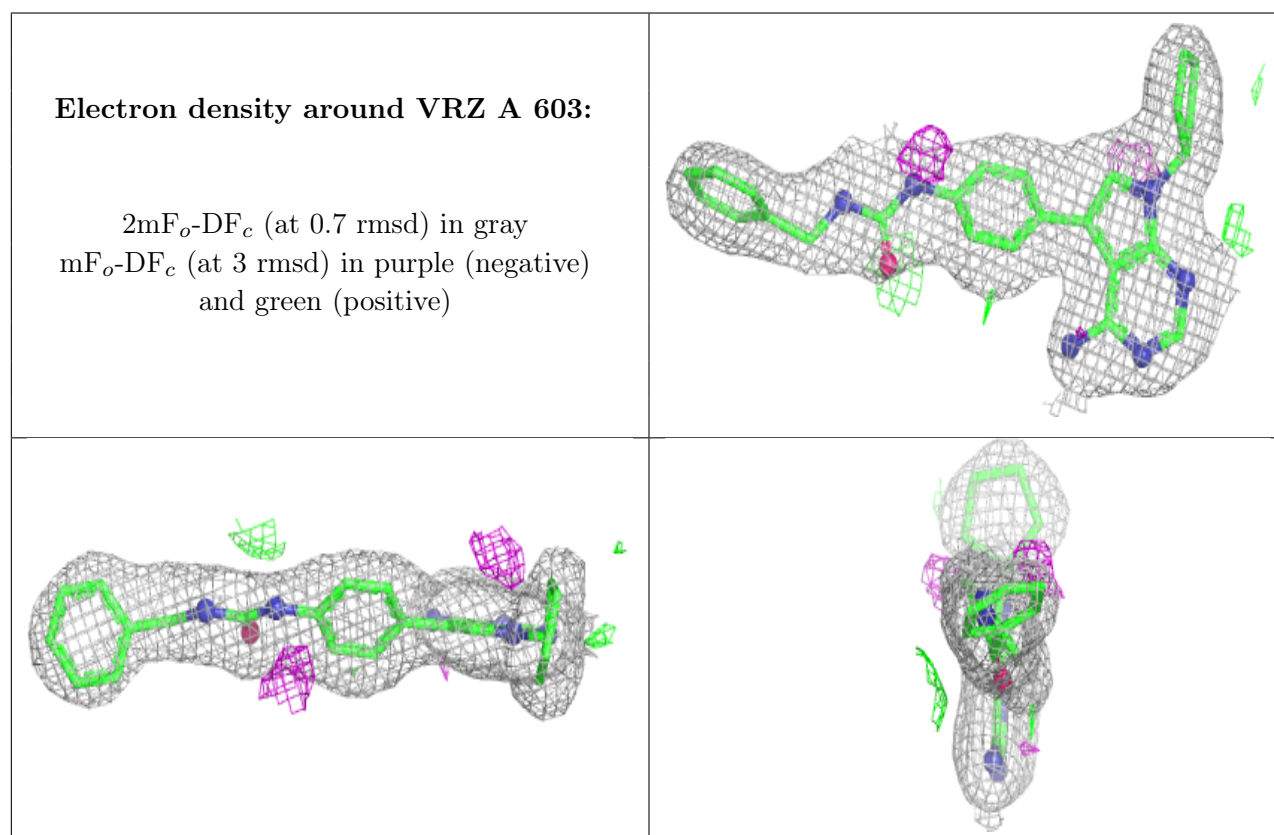 Electron density around VRZ A 603:
2mFₒ-DF𝒸 (at 0.7 rmsd) in gray
mFₒ-DF𝒸 (at 3 rmsd) in purple (negative)
and green (positive)